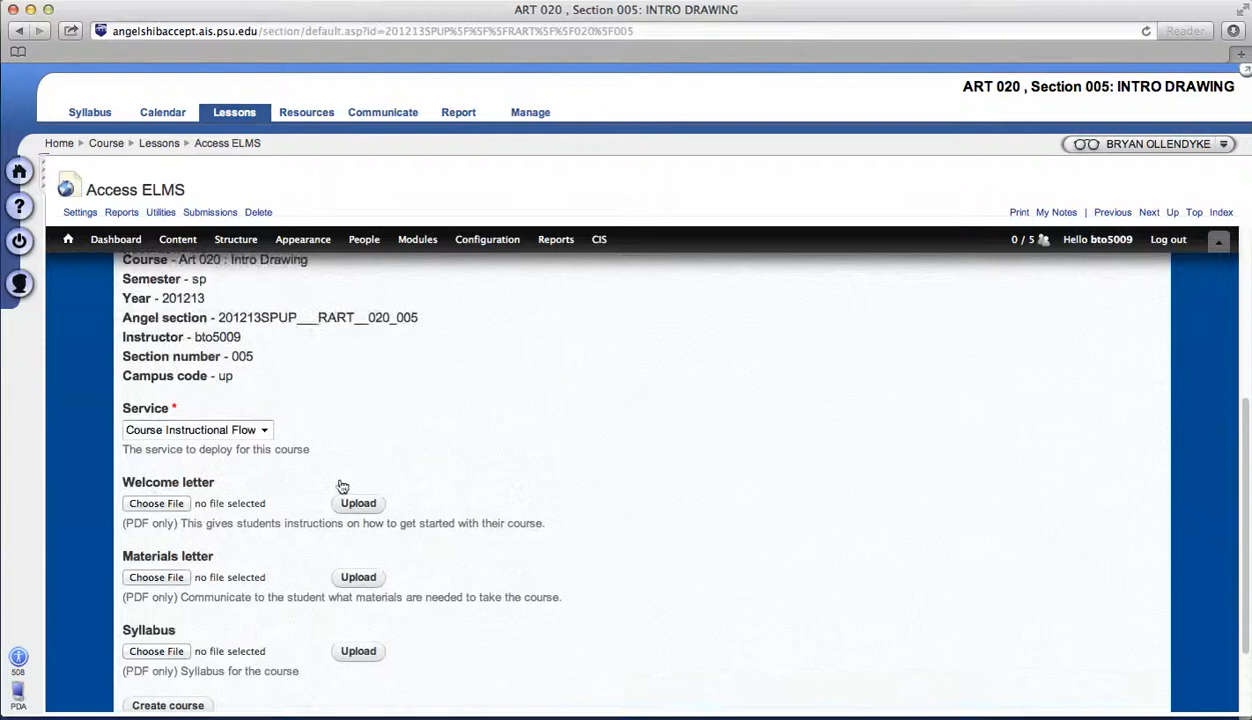 ART 020 , Section 005: INTRO DRAWING
angelshibaccept.ais.psu.edu/section/default.asp?id=201213SPUP%5F%5F%5FRART%5F%5F020%5F005
Reader
ART 020 , Section 005: INTRO DRAWING
Syllabus Calendar Lessons Resources Communicate Report Manage
Home Course Lessons Access ELMS
BRYAN OLLENDYKE
Access ELMS
Settings Reports Utilities Submissions Delete
Print My Notes | Previous Next Up Top Index
Dashboard Content Structure Appearance People Modules Configuration Reports CIS
0 / 5 Hello bto5009 Log out
Course - Art 020 : Intro Drawing
Semester - sp
Year - 201213
Angel section - 201213SPUP___RART__020_005
Instructor - bto5009
Section number - 005
Campus code - up
Service *
Course Instructional Flow
The service to deploy for this course
Welcome letter
Choose File no file selected Upload
(PDF only) This gives students instructions on how to get started with their course.
Materials letter
Choose File no file selected Upload
(PDF only) Communicate to the student what materials are needed to take the course.
Syllabus
Choose File no file selected Upload
(PDF only) Syllabus for the course
Create course
508
PDA